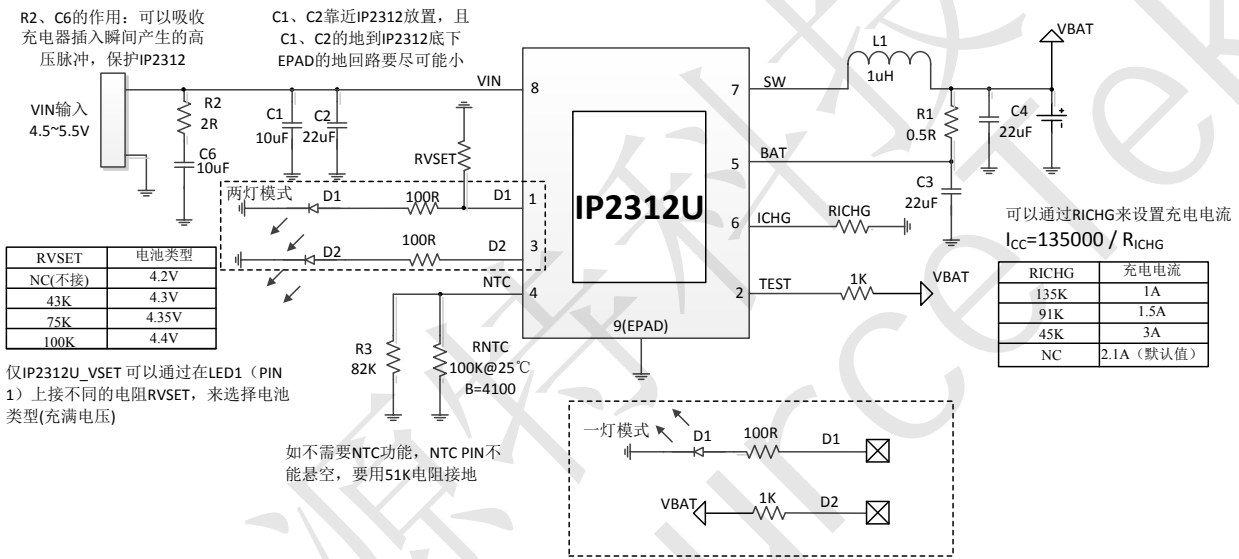 R2、C6的作用：可以吸收
充电器插入瞬间产生的高
压脉冲，保护IP2312
C1、C2靠近IP2312放置，且
C1、C2的地到IP2312底下
EPAD的地回路要尽可能小
VIN输入
4.5~5.5V
R2
2R
C6
10uF
C1
10uF
C2
22uF
VIN
8
RVSET
两灯模式
D1
100R
D1
1
D2
100R
D2
3
NTC
4
IP2312U
9(EPAD)
7
SW
L1
1uH
VBAT
R1
0.5R
C4
22uF
5
BAT
C3
22uF
6
ICHG
RICHG
2
TEST
1K
VBAT
可以通过RICHG来设置充电电流
ICC=135000 / RICHG
RICHG 充电电流
135K 1A
91K 1.5A
45K 3A
NC 2.1A（默认值）
RVSET 电池类型
NC(不接) 4.2V
43K 4.3V
75K 4.35V
100K 4.4V
仅IP2312U_VSET 可以通过在LED1（PIN
1）上接不同的电阻RVSET，来选择电池
类型(充满电压)
R3
82K
RNTC
100K@25℃
B=4100
如不需要NTC功能，NTC PIN不
能悬空，要用51K电阻接地
一灯模式
D1
100R
D1
VBAT
1K
D2